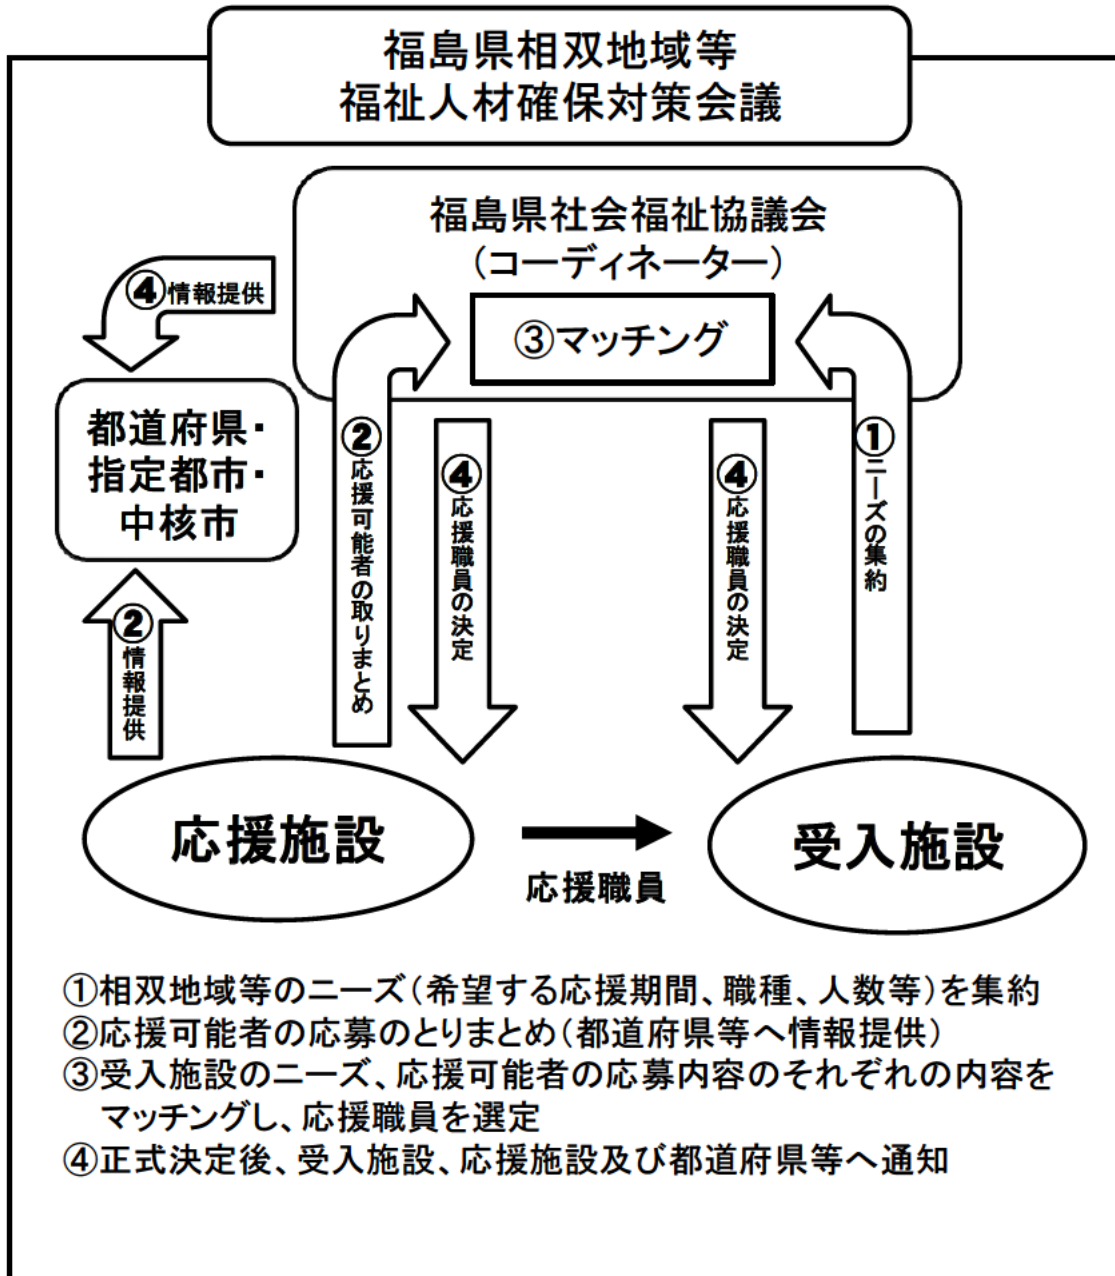 福島県相双地域等
福祉人材確保対策会議
福島県社会福祉協議会
（コーディネーター）
③マッチング
④情報提供
都道府県・
指定都市・
中核市
②情報提供
②応援可能者の取りまとめ
④応援職員の決定
④応援職員の決定
①ニーズの集約
応援施設
応援職員
受入施設
①相双地域等のニーズ（希望する応援期間、職種、人数等）を集約
②応援可能者の応募のとりまとめ（都道府県等へ情報提供）
③受入施設のニーズ、応援可能者の応募内容のそれぞれの内容を
マッチングし、応援職員を選定
④正式決定後、受入施設、応援施設及び都道府県等へ通知